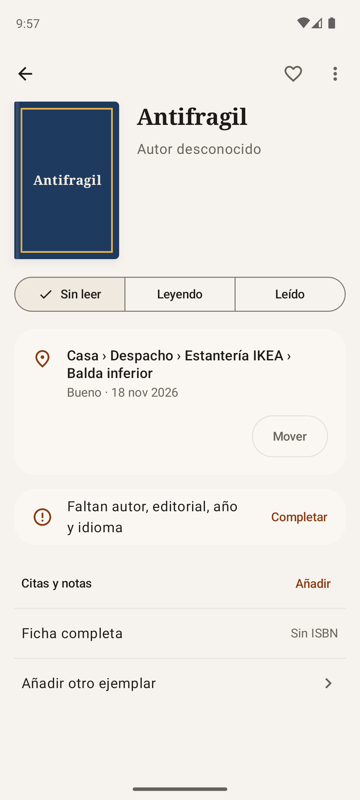 9:57
Antifragil
Autor desconocido
Antifragil
Sin leer
Leyendo
Leído
Casa › Despacho › Estantería IKEA ›
Balda inferior
Bueno · 18 nov 2026
Mover
Faltan autor, editorial, año
y idioma
Completar
Citas y notas
Añadir
Ficha completa
Sin ISBN
Añadir otro ejemplar